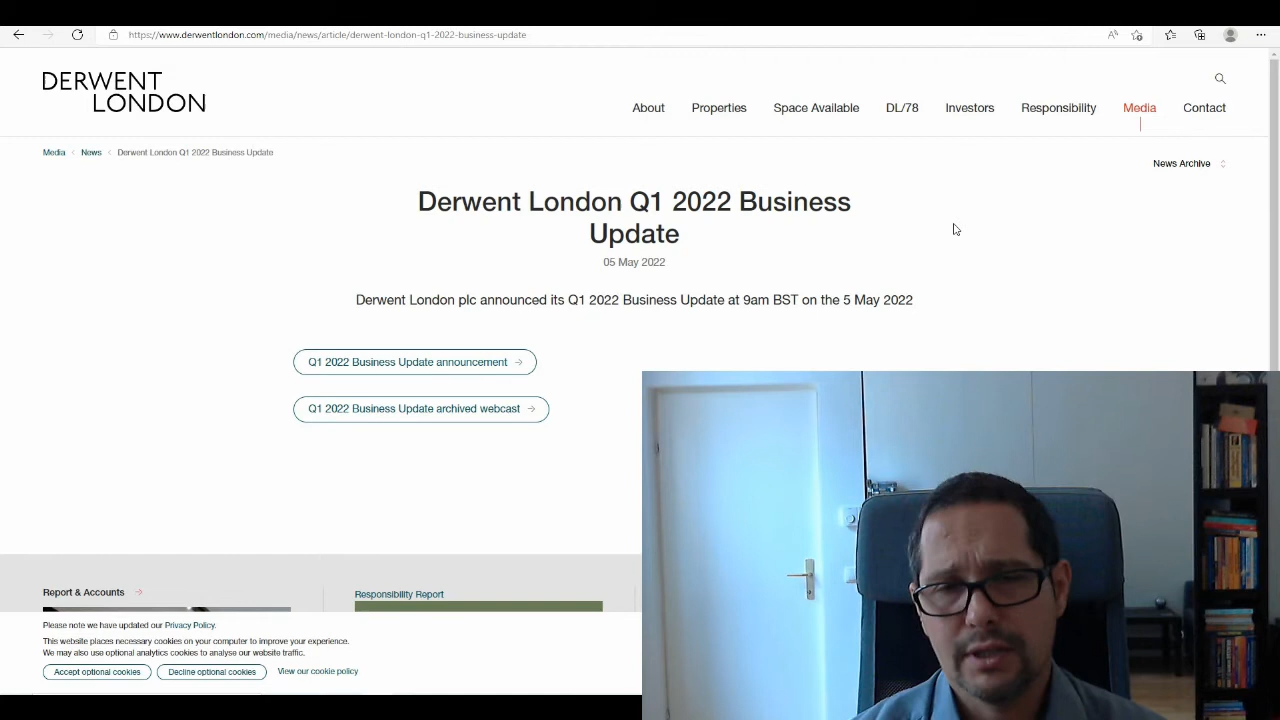 https://www.derwentlondon.com/media/news/article/derwent-london-q1-2022-business-update
DERWENT
LONDON
About Properties Space Available DL/78 Investors Responsibility Media Contact
Media < News < Derwent London Q1 2022 Business Update
News Archive
Derwent London Q1 2022 Business
Update
05 May 2022
Derwent London plc announced its Q1 2022 Business Update at 9am BST on the 5 May 2022
Q1 2022 Business Update announcement →
Q1 2022 Business Update archived webcast →
Report & Accounts →
Responsibility Report
Please note we have updated our Privacy Policy.
This website places necessary cookies on your computer to improve your experience.
We may also use optional analytics cookies to analyse our website traffic.
Accept optional cookies Decline optional cookies View our cookie policy